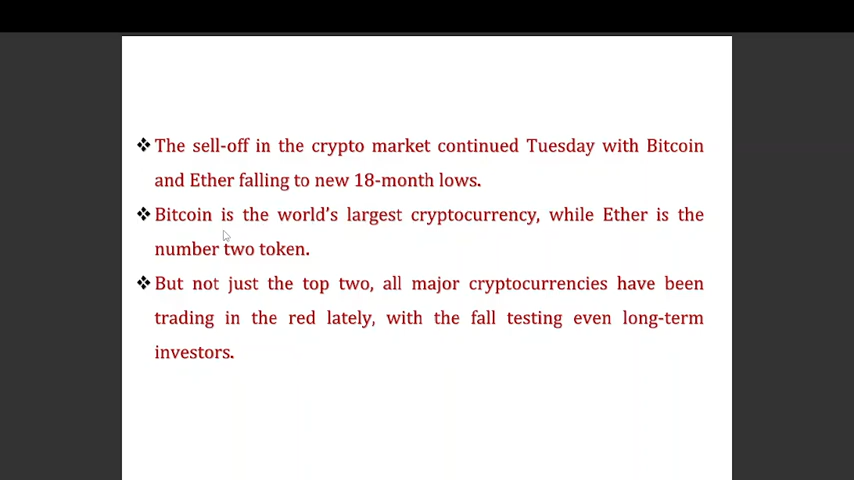 ❖The sell-off in the crypto market continued Tuesday with Bitcoin
and Ether falling to new 18-month lows.
❖Bitcoin is the world's largest cryptocurrency, while Ether is the
number two token.
❖But not just the top two, all major cryptocurrencies have been
trading in the red lately, with the fall testing even long-term
investors.